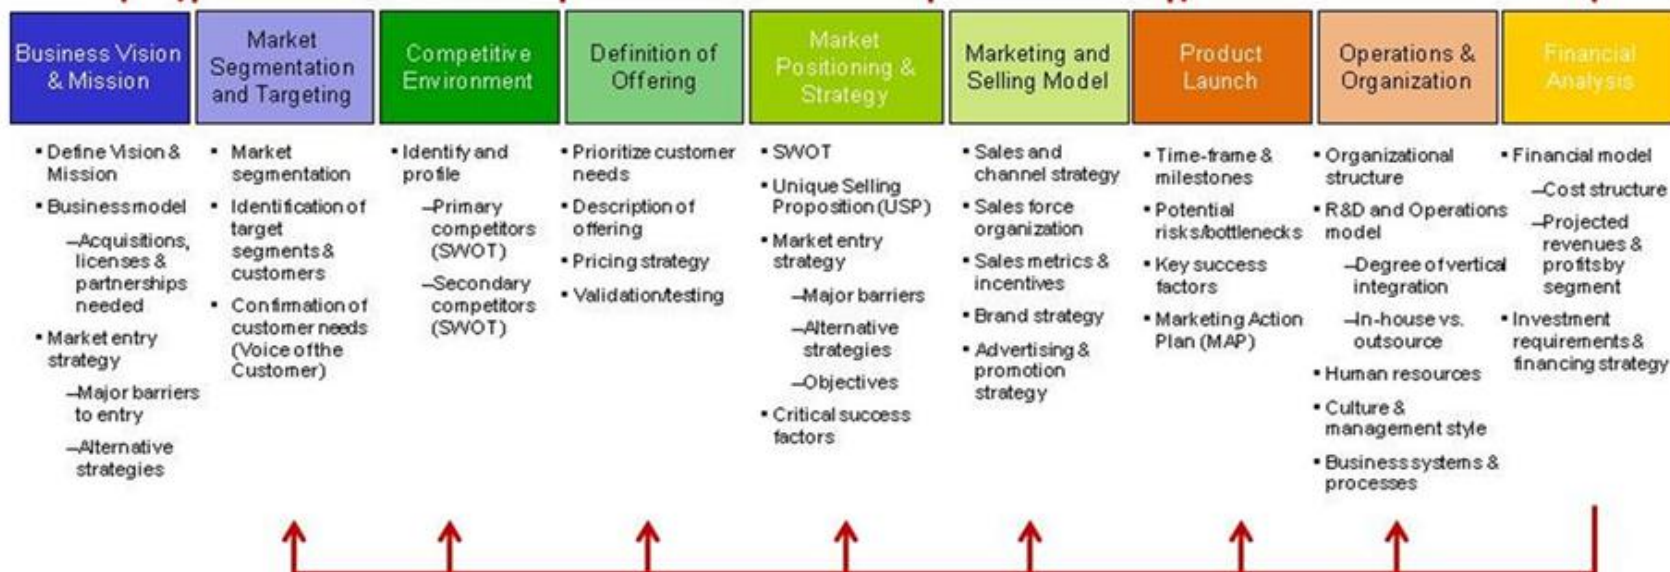 Business Vision
& Mission
Market
Segmentation
and Targeting
Competitive
Environment
Definition of
Offering
Market
Positioning &
Strategy
Marketing and
Selling Model
Product
Launch
Operations &
Organization
Financial
Analysis
▪ Define Vision &
Mission
▪ Business model
–Acquisitions,
licenses &
partnerships
needed
▪ Market entry
strategy
–Major barriers
to entry
–Alternative
strategies
▪ Market
segmentation
▪ Identification of
target
segments &
customers
▪ Confirmation of
customer needs
(Voice of the
Customer)
▪ Identify and
profile
–Primary
competitors
(SWOT)
–Secondary
competitors
(SWOT)
▪ Prioritize customer
needs
▪ Description of
offering
▪ Pricing strategy
▪ Validation/testing
▪ SWOT
▪ Unique Selling
Proposition (USP)
▪ Market entry
strategy
–Major barriers
–Alternative
strategies
–Objectives
▪ Critical success
factors
▪ Sales and
channel strategy
▪ Sales force
organization
▪ Sales metrics &
incentives
▪ Brand strategy
▪ Advertising &
promotion
strategy
▪ Time-frame &
milestones
▪ Potential
risks/bottlenecks
▪ Key success
factors
▪ Marketing Action
Plan (MAP)
▪ Organizational
structure
▪ R&D and Operations
model
–Degree of vertical
integration
–In-house vs.
outsource
▪ Human resources
▪ Culture &
management style
▪ Business systems &
processes
▪ Financial model
–Cost structure
–Projected
revenues &
profits by
segment
▪ Investment
requirements &
financing strategy